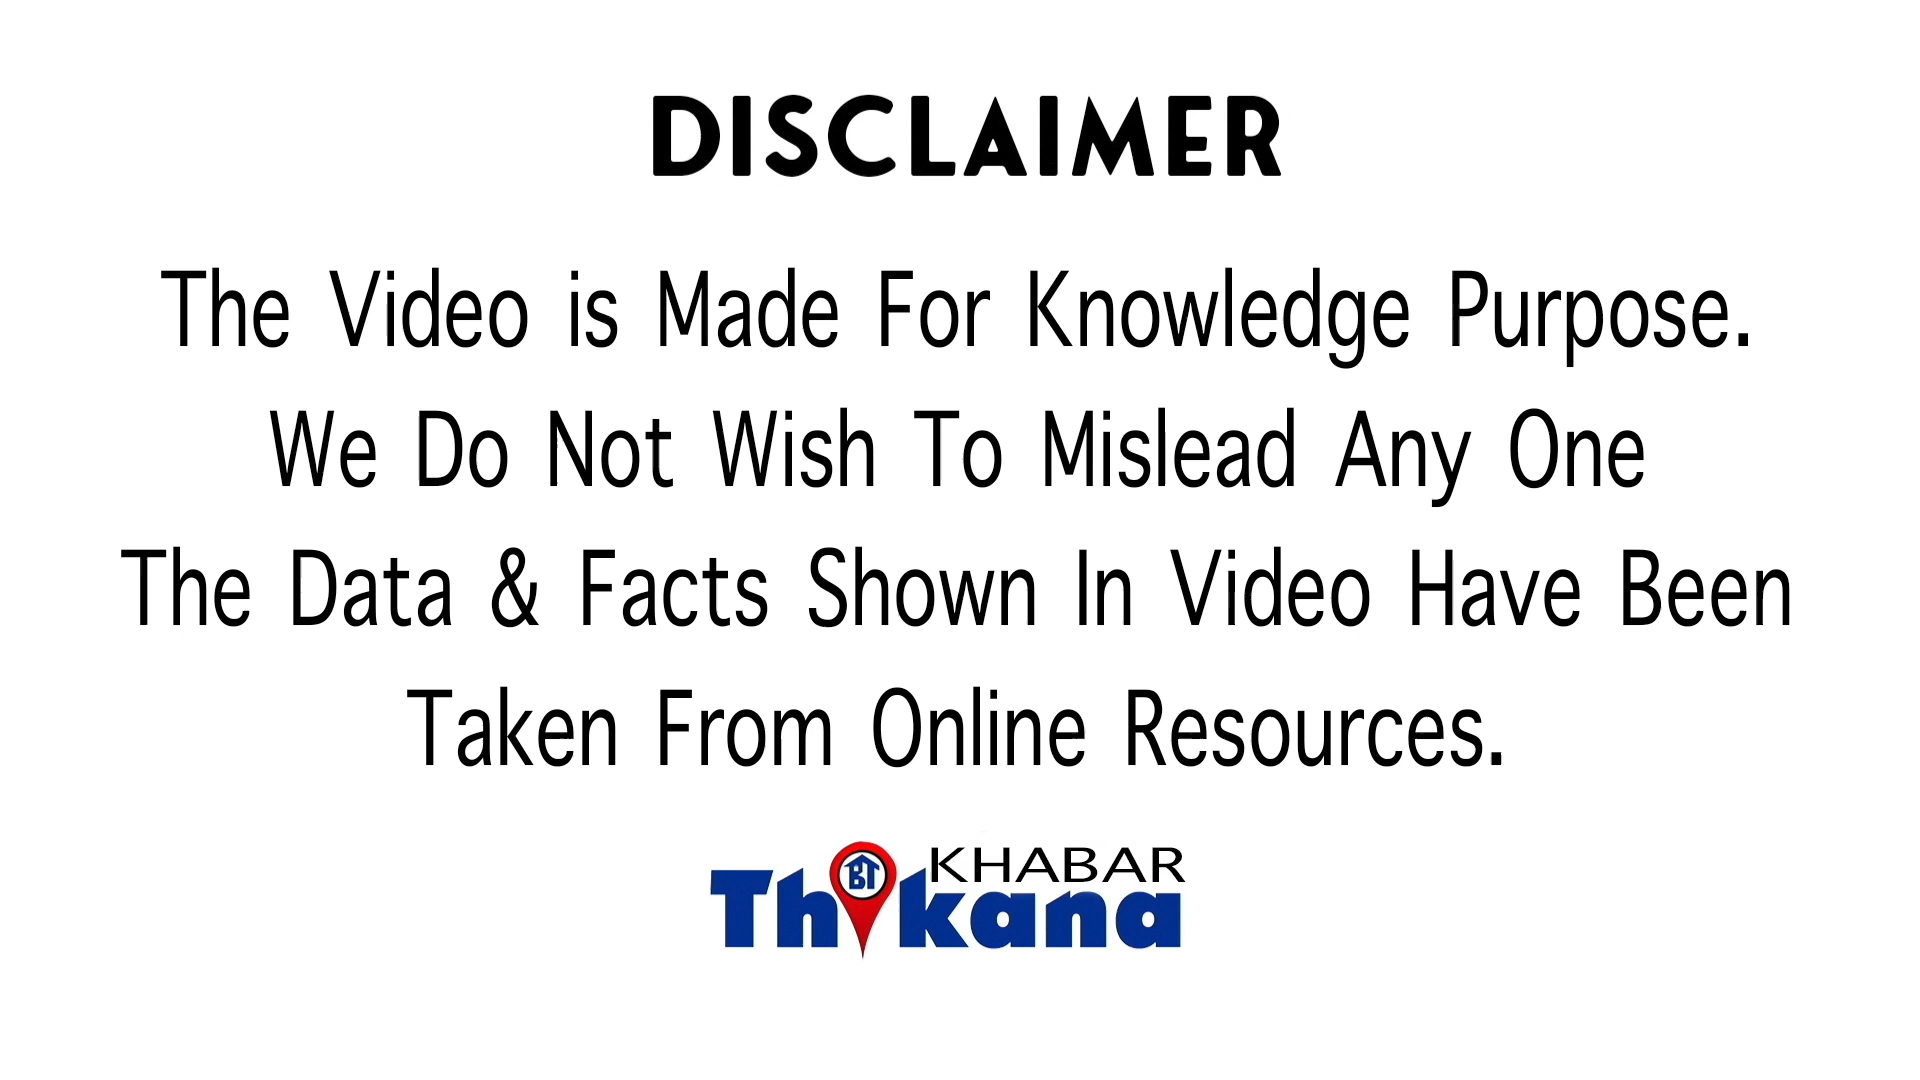 DISCLAIMER
The Video is Made For Knowledge Purpose.
We Do Not Wish To Mislead Any One
The Data & Facts Shown In Video Have Been
Taken From Online Resources.
KHABAR
BT
Thikana